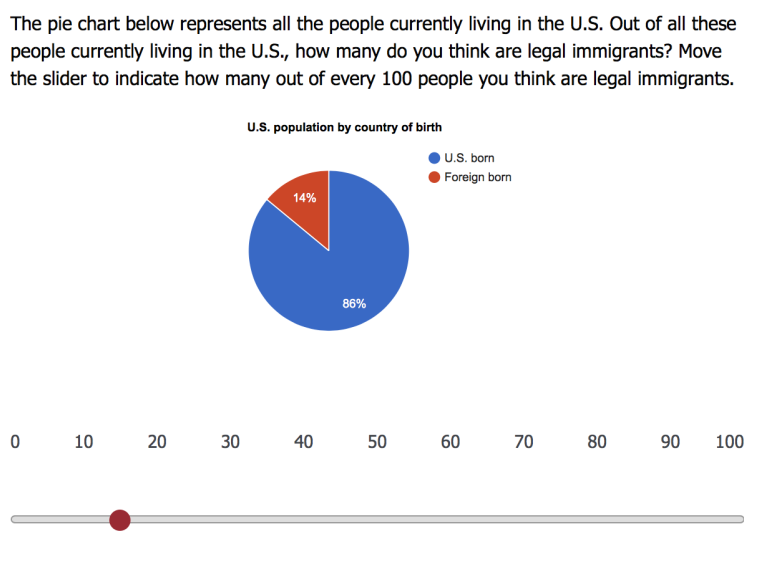 The pie chart below represents all the people currently living in the U.S. Out of all these
people currently living in the U.S., how many do you think are legal immigrants? Move
the slider to indicate how many out of every 100 people you think are legal immigrants.
U.S. population by country of birth
U.S. born
Foreign born
14%
86%
0 10 20 30 40 50 60 70 80 90 100